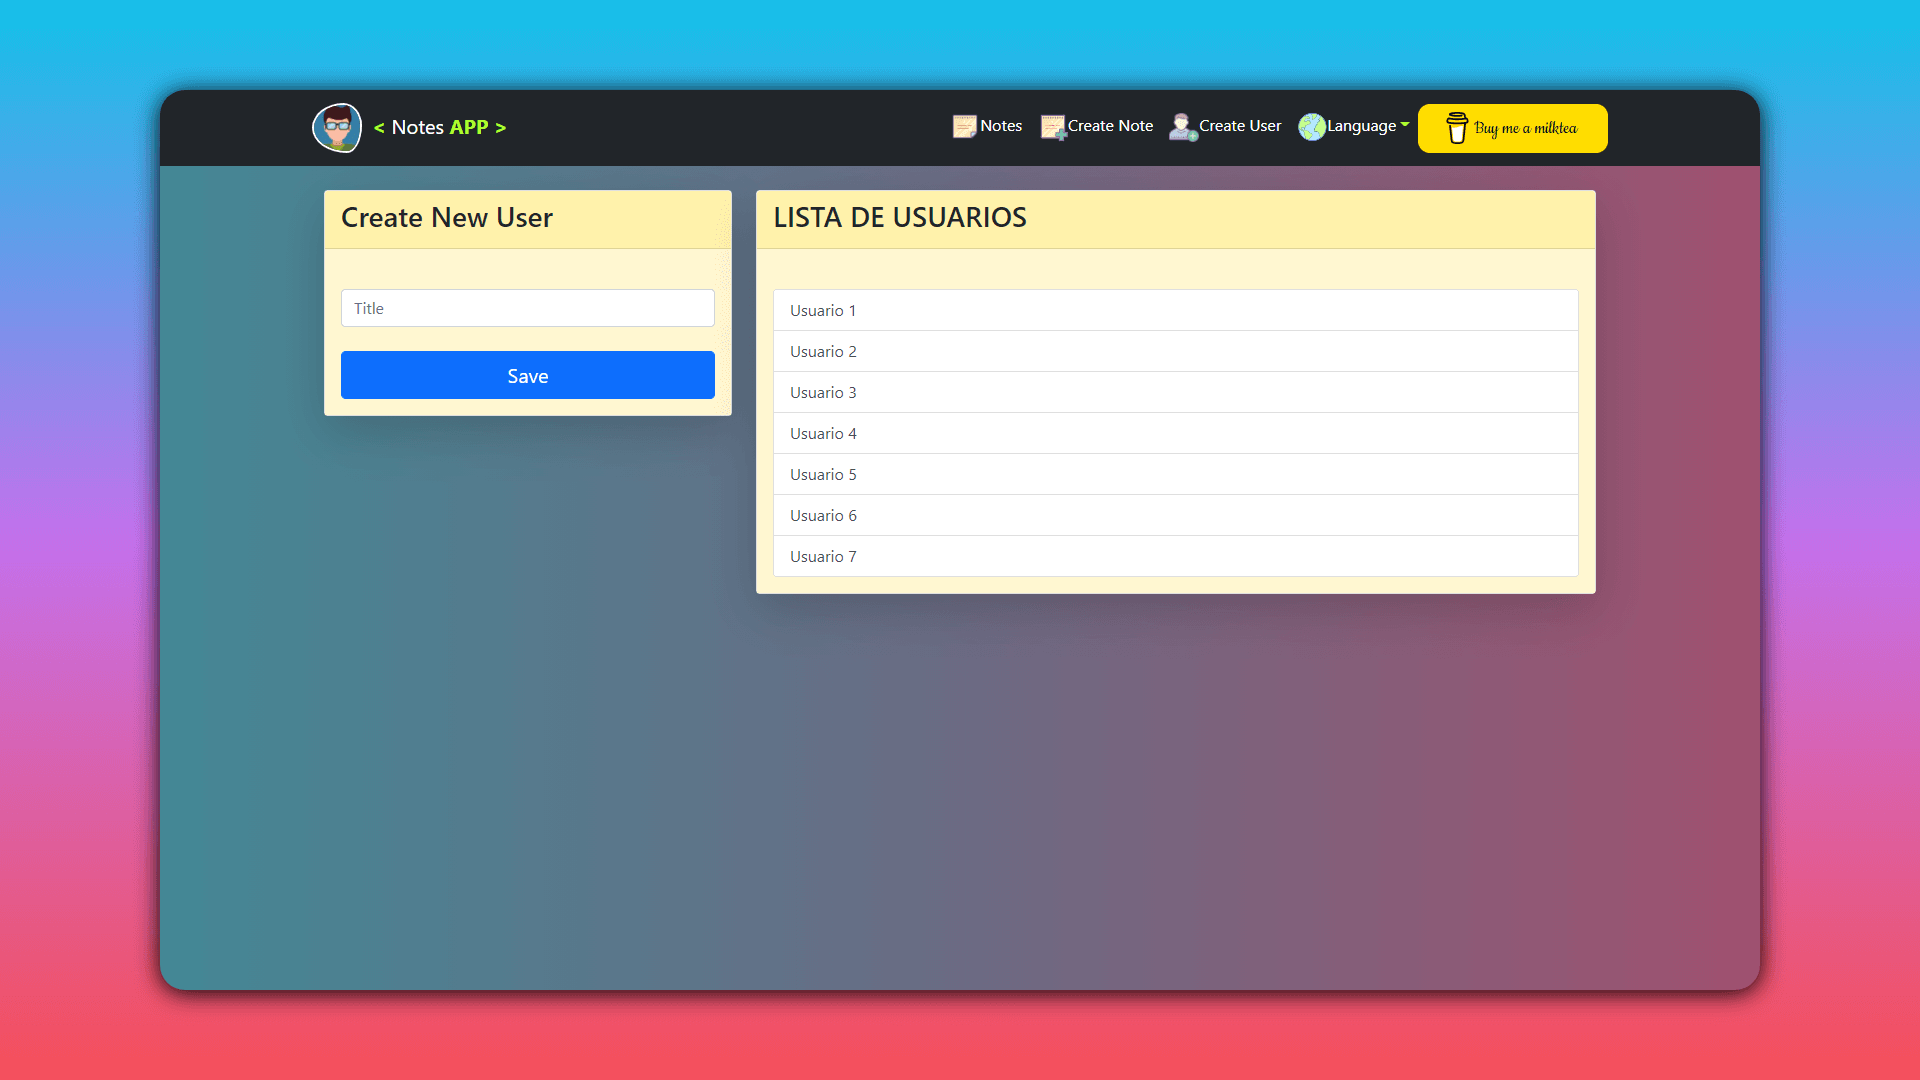 < Notes APP >
Notes
Create Note
Create User
Language
Buy me a milktea
Create New User
Title
Save
LISTA DE USUARIOS
Usuario 1
Usuario 2
Usuario 3
Usuario 4
Usuario 5
Usuario 6
Usuario 7